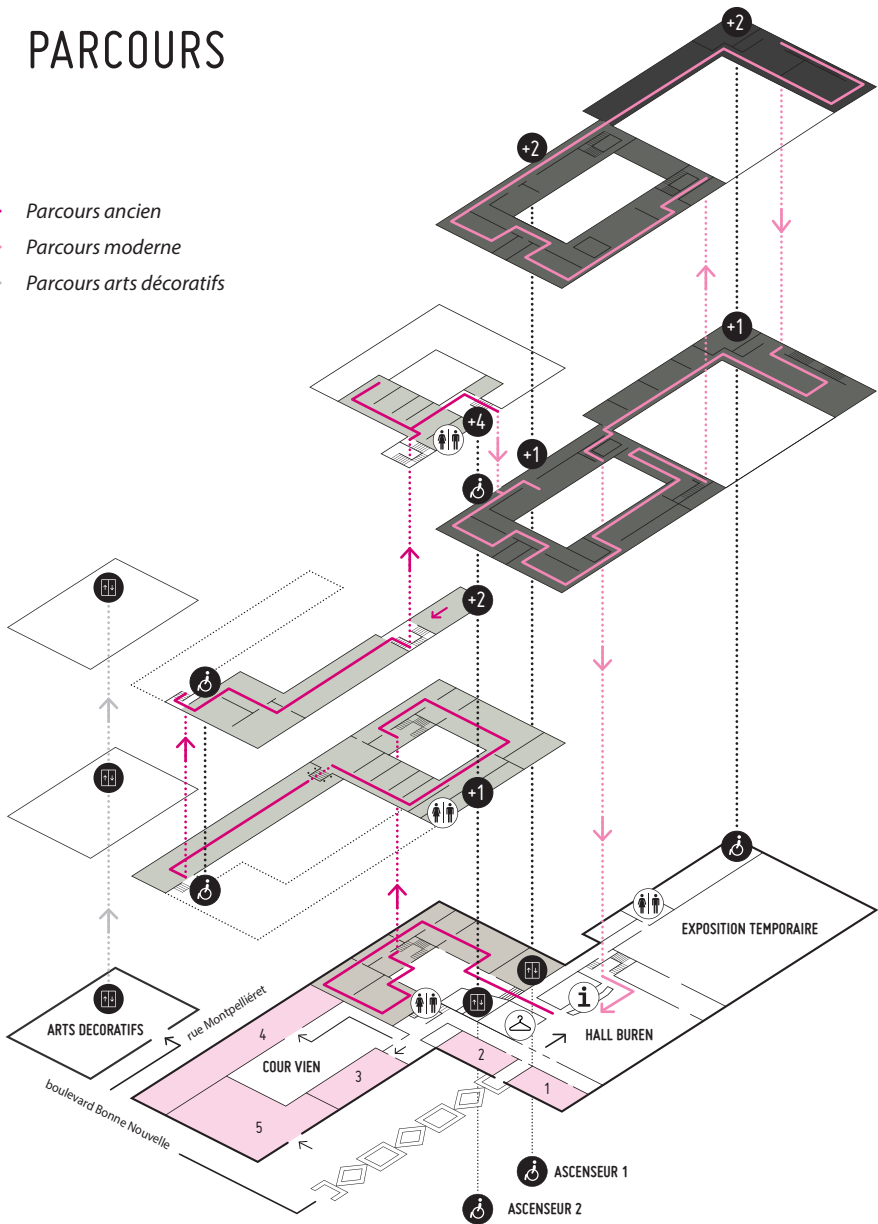 PARCOURS
Parcours ancien
Parcours moderne
Parcours arts décoratifs
+2
+2
+1
+4
+1
+2
+1
EXPOSITION TEMPORAIRE
i
HALL BUREN
ARTS DECORATIFS
rue Montpelliéret
4
COUR VIEN
3
2
1
5
boulevard Bonne Nouvelle
ASCENSEUR 1
ASCENSEUR 2